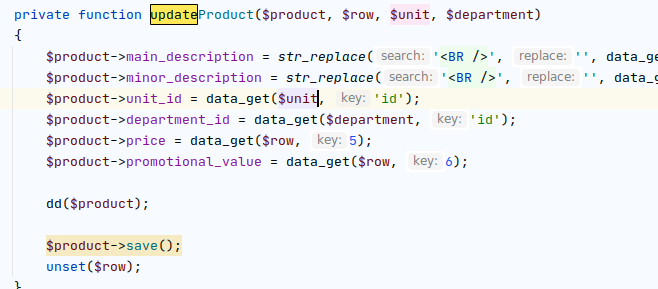 private function updateProduct($product, $row, $unit, $department)
{
$product->main_description = str_replace( search: '<BR />', replace: '', data_ge
$product->minor_description = str_replace( search: '<BR />', replace: '', data_g
$product->unit_id = data_get($unit, key: 'id');
$product->department_id = data_get($department, key: 'id');
$product->price = data_get($row, key: 5);
$product->promotional_value = data_get($row, key: 6);
dd($product);
$product->save();
unset($row);
}